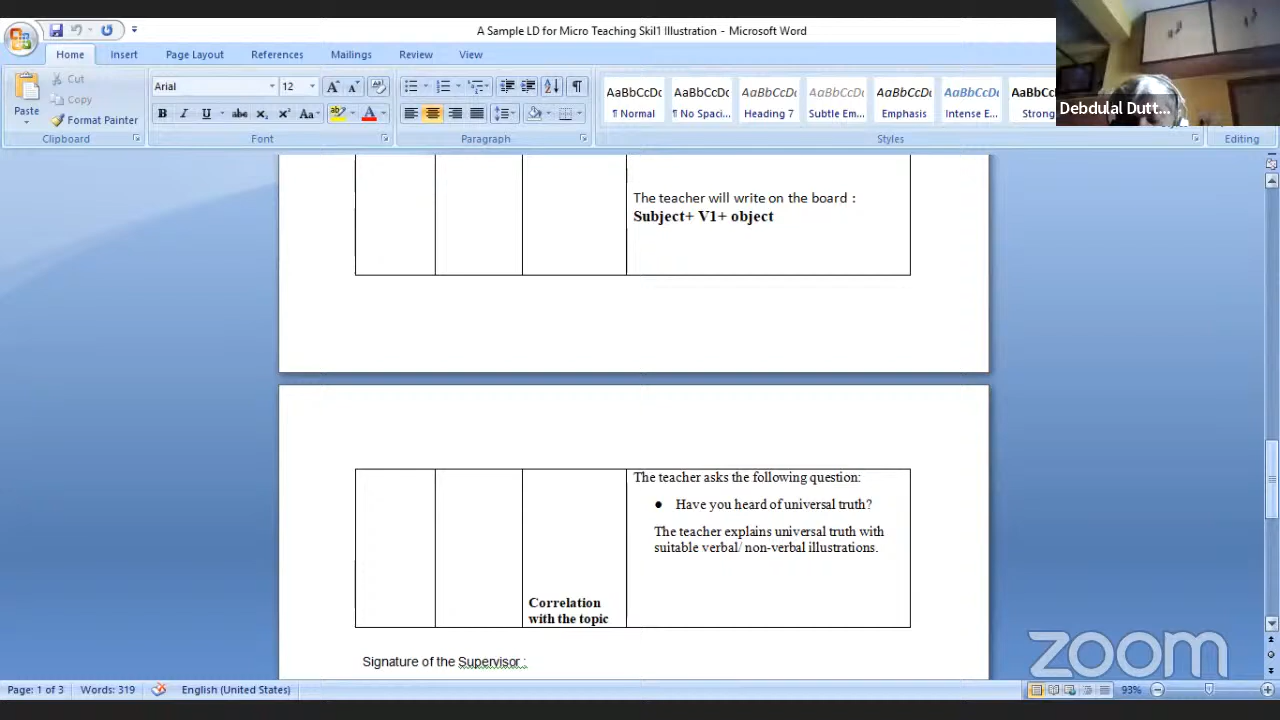 A Sample LD for Micro Teaching Skil1 Illustration - Microsoft Word
Home Insert Page Layout References Mailings Review View
Paste
Cut
Copy
Format Painter
Clipboard
Arial 12
Font
Paragraph
AaBbCcDc AaBbCcDc AaBbCcDc AaBbCcDc AaBbCcDc AaBbCcDc AaBbCcDc
¶ Normal ¶ No Spaci... Heading 7 Subtle Em... Emphasis Intense E... Strong
Styles
Editing
Debdulal Dutt...
The teacher will write on the board :
Subject+ V1+ object
The teacher asks the following question:
● Have you heard of universal truth?
The teacher explains universal truth with
suitable verbal/ non-verbal illustrations.
Correlation
with the topic
Signature of the Supervisor :
zoom
Page: 1 of 3 Words: 319 English (United States) 93%